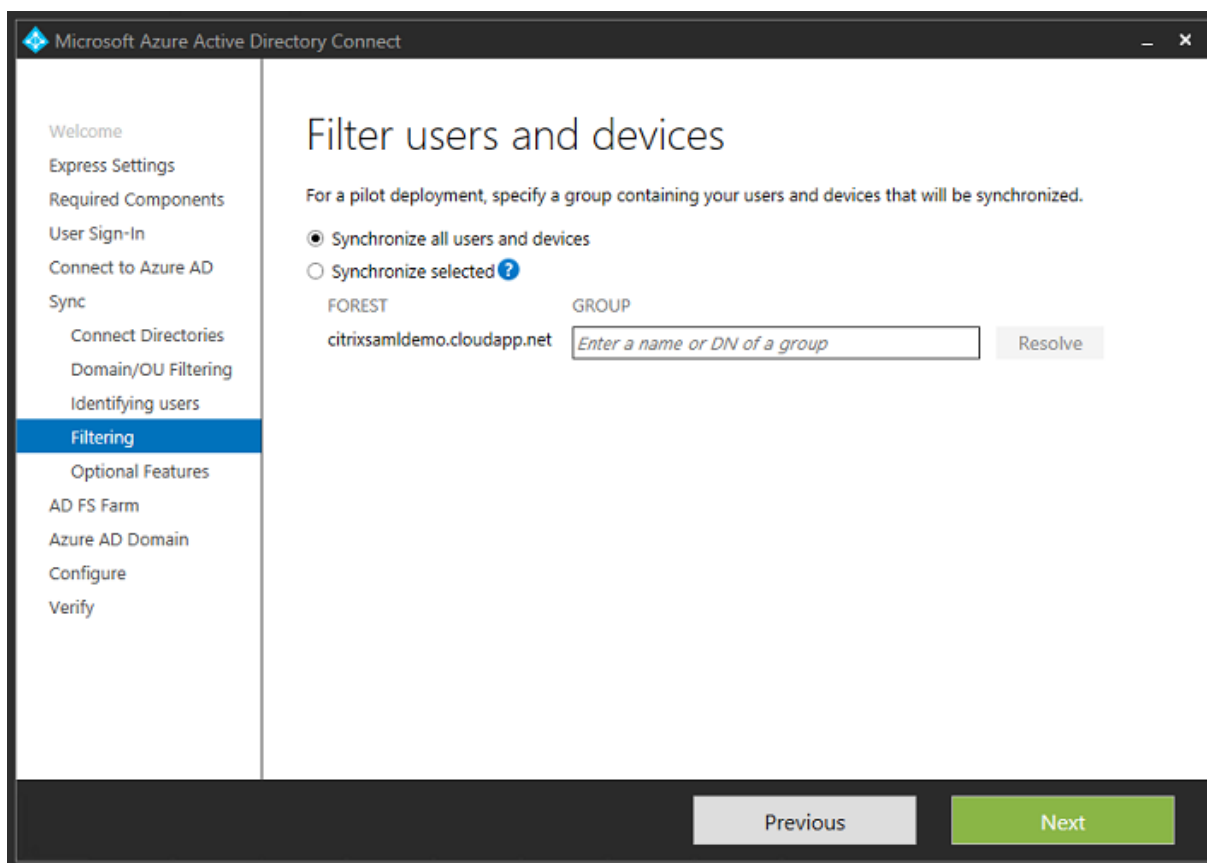 Microsoft Azure Active Directory Connect
Welcome
Express Settings
Required Components
User Sign-In
Connect to Azure AD
Sync
Connect Directories
Domain/OU Filtering
Identifying users
Filtering
Optional Features
AD FS Farm
Azure AD Domain
Configure
Verify
Filter users and devices
For a pilot deployment, specify a group containing your users and devices that will be synchronized.
Synchronize all users and devices
Synchronize selected ?
FOREST GROUP
citrixsamldemo.cloudapp.net Enter a name or DN of a group Resolve
Previous Next